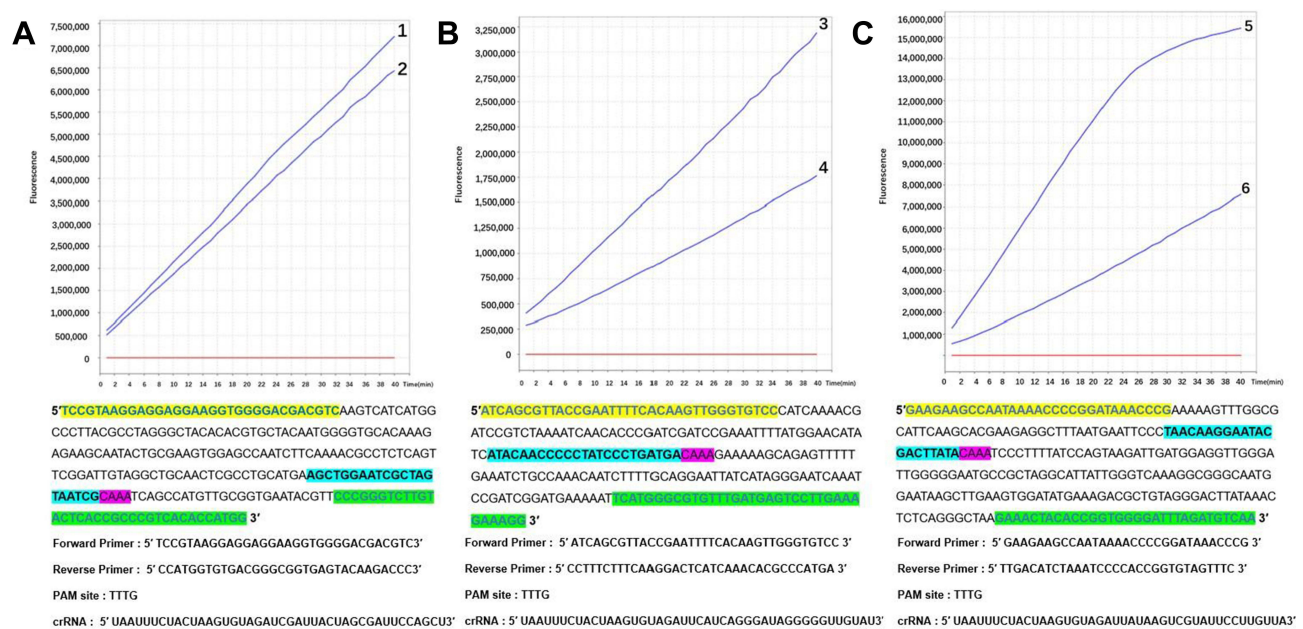 A
B
C
7,500,000
7,000,000
6,500,000
6,000,000
5,500,000
5,000,000
4,500,000
4,000,000
3,500,000
3,000,000
2,500,000
2,000,000
1,500,000
1,000,000
500,000
0
Fluorescence
1
2
0 2 4 6 8 10 12 14 16 18 20 22 24 26 28 30 32 34 36 38 40 Time(min)
3,250,000
3,000,000
2,750,000
2,500,000
2,250,000
2,000,000
1,750,000
1,500,000
1,250,000
1,000,000
750,000
500,000
250,000
0
Fluorescence
3
4
0 2 4 6 8 10 12 14 16 18 20 22 24 26 28 30 32 34 36 38 40 Time(min)
16,000,000
15,000,000
14,000,000
13,000,000
12,000,000
11,000,000
10,000,000
9,000,000
8,000,000
7,000,000
6,000,000
5,000,000
4,000,000
3,000,000
2,000,000
1,000,000
Fluorescence
5
6
0 2 4 6 8 10 12 14 16 18 20 22 24 26 28 30 32 34 36 38 40 Time(min)
5′TCCGTAAGGAGGAGGAAGGTGGGGACGACGTCAAGTCATCATGG
CCCTTACGCCTAGGGCTACACACGTGCTACAATGGGGTGCACAAAG
AGAAGCAATACTGCGAAGTGGAGCCAATCTTCAAAACGCCTCTCAGT
TCGGATTGTAGGCTGCAACTCGCCTGCATGAAGCTGGAATCGCTAG
TAATCGCAAATCAGCCATGTTGCGGTGAATACGTTCCCGGGTCTTGT
ACTCACCGCCCGTCACACCATGG 3′
Forward Primer : 5′ TCCGTAAGGAGGAGGAAGGTGGGGACGACGTC3′
Reverse Primer : 5′ CCATGGTGTGACGGGCGGTGAGTACAAGACCC3′
PAM site : TTTG
crRNA : 5′ UAAUUUCUACUAAGUGUAGAUCGAUUACUAGCGAUUCCAGCU3′
5′ATCAGCGTTACCGAATTTTCACAAGTTGGGTGTCCCATCAAAACG
ATCCGTCTAAAATCAACACCCGATCGATCCGAAATTTTATGGAACATA
TCATACAACCCCCTATCCCTGATGACAAAGAAAAAGCAGAGTTTTT
GAAATCTGCCAAACAATCTTTTGCAGGAATTATCATAGGGAATCAAAT
CCGATCGGATGAAAAATTCATGGGCGTGTTTGATGAGTCCTTGAAA
GAAAGG 3′
Forward Primer : 5′ ATCAGCGTTACCGAATTTTCACAAGTTGGGTGTCC 3′
Reverse Primer : 5′ CCTTTCTTTCAAGGACTCATCAAACACGCCCATGA 3′
PAM site : TTTG
crRNA : 5′ UAAUUUCUACUAAGUGUAGAUUCAUCAGGGAUAGGGGGUUGUAU3′
5′GAAGAAGCCAATAAAACCCCGGATAAACCCGAAAAAGTTTGGCG
CATTCAAGCACGAAGAGGCTTTAATGAATTCCCTAACAAGGAATAC
GACTTATACAAATCCCTTTTATCCAGTAAGATTGATGGAGGTTGGGA
TTGGGGGAATGCCGCTAGGCATTATTGGGTCAAAGGCGGGCAATG
GAATAAGCTTGAAGTGGATATGAAAGACGCTGTAGGGACTTATAAAC
TCTCAGGGCTAAGAAACTACACCGGTGGGGATTTAGATGTCAA 3′
Forward Primer : 5′ GAAGAAGCCAATAAAACCCCGGATAAACCCG 3′
Reverse Primer : 5′ TTGACATCTAAATCCCCACCGGTGTAGTTTC 3′
PAM site : TTTG
crRNA : 5′ UAAUUUCUACUAAGUGUAGAUUAUAAGUCGUAUUCCUUGUUA3′